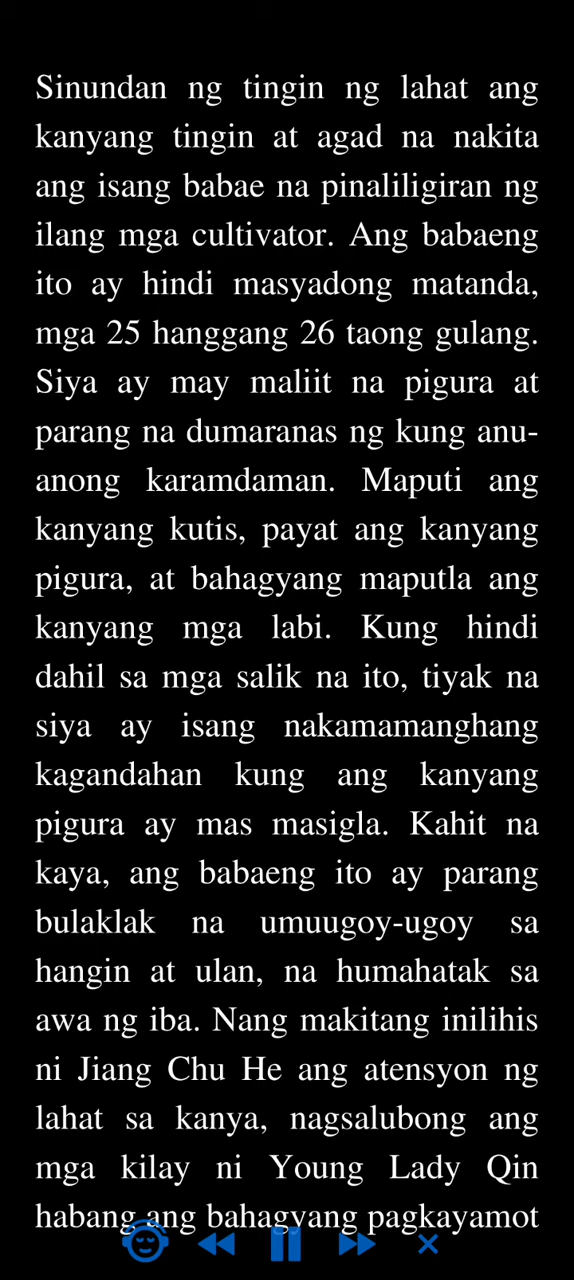 Sinundan ng tingin ng lahat ang
kanyang tingin at agad na nakita
ang isang babae na pinaliligiran ng
ilang mga cultivator. Ang babaeng
ito ay hindi masyadong matanda,
mga 25 hanggang 26 taong gulang.
Siya ay may maliit na pigura at
parang na dumaranas ng kung anu-
anong karamdaman. Maputi ang
kanyang kutis, payat ang kanyang
pigura, at bahagyang maputla ang
kanyang mga labi. Kung hindi
dahil sa mga salik na ito, tiyak na
siya ay isang nakamamanghang
kagandahan kung ang kanyang
pigura ay mas masigla. Kahit na
kaya, ang babaeng ito ay parang
bulaklak na umuugoy-ugoy sa
hangin at ulan, na humahatak sa
awa ng iba. Nang makitang inilihis
ni Jiang Chu He ang atensyon ng
lahat sa kanya, nagsalubong ang
mga kilay ni Young Lady Qin
habang ang bahagyang pagkayamot